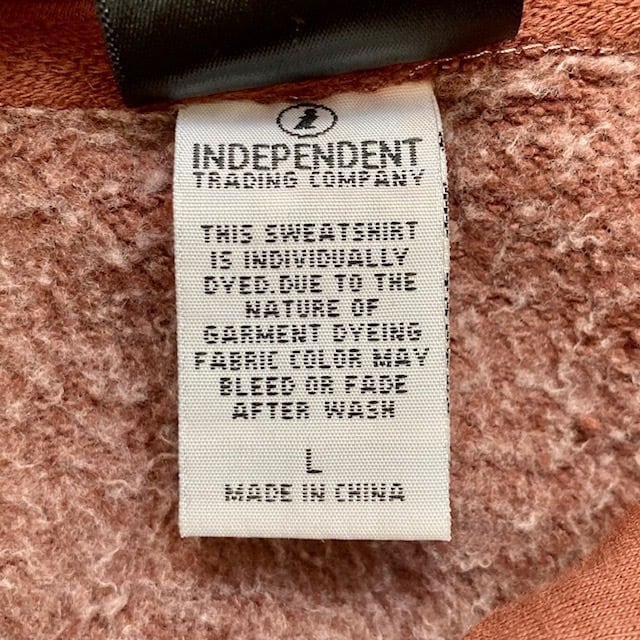 INDEPENDENT
TRADING COMPANY
THIS SWEATSHIRT
IS INDIVIDUALLY
DYED.DUE TO THE
NATURE OF
GARMENT DYEING
FABRIC COLOR MAY
BLEED OR FADE
AFTER WASH
L
MADE IN CHINA